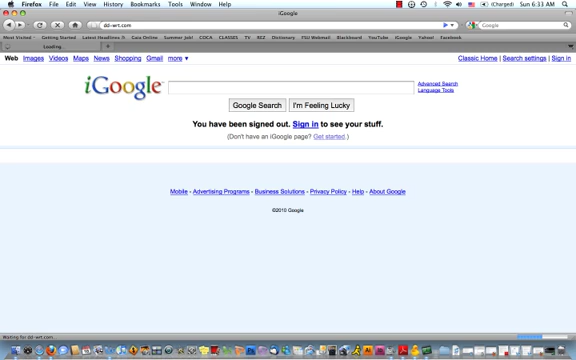 Firefox File Edit View History Bookmarks Tools Window Help (Charged) Sun 6:33 AM
iGoogle
dd-wrt.com Google
Most Visited Getting Started Latest Headlines Gaia Online Summer Job! COCA CLASSES TV REZ Dictionary FSU Webmail Blackboard YouTube iGoogle Yahoo! Facebook
Loading...
Web Images Videos Maps News Shopping Gmail more ▼ Classic Home | Search settings | Sign in
iGoogle™
Advanced Search
Language Tools
Google Search I'm Feeling Lucky
You have been signed out. Sign in to see your stuff.
(Don't have an iGoogle page? Get started.)
Mobile - Advertising Programs - Business Solutions - Privacy Policy - Help - About Google
©2010 Google
Waiting for dd-wrt.com...